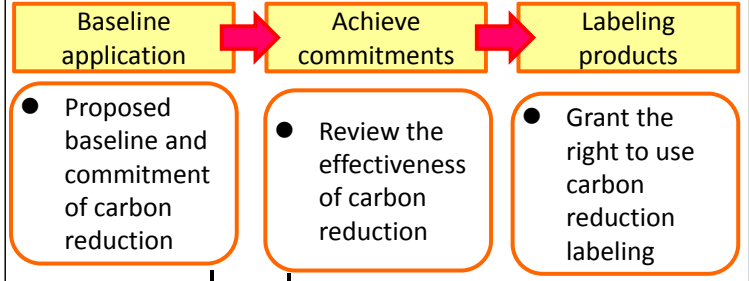 Baseline
application
Achieve
commitments
Labeling
products
● Proposed
baseline and
commitment
of carbon
reduction
● Review the
effectiveness
of carbon
reduction
● Grant the
right to use
carbon
reduction
labeling